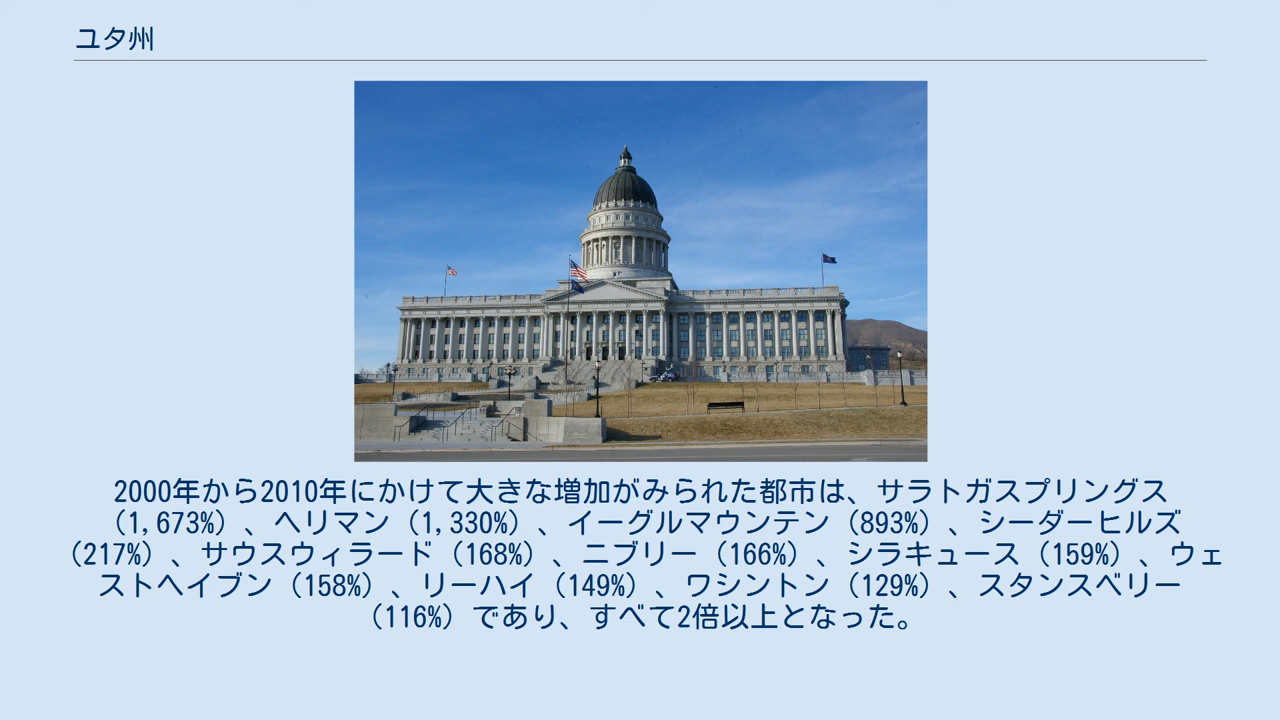 ユタ州
2000年から2010年にかけて大きな増加がみられた都市は、サラトガスプリングス
（1,673%）、ヘリマン（1,330%）、イーグルマウンテン（893%）、シーダーヒルズ
（217%）、サウスウィラード（168%）、ニブリー（166%）、シラキュース（159%）、ウェ
ストヘイブン（158%）、リーハイ（149%）、ワシントン（129%）、スタンスベリー
（116%）であり、すべて2倍以上となった。